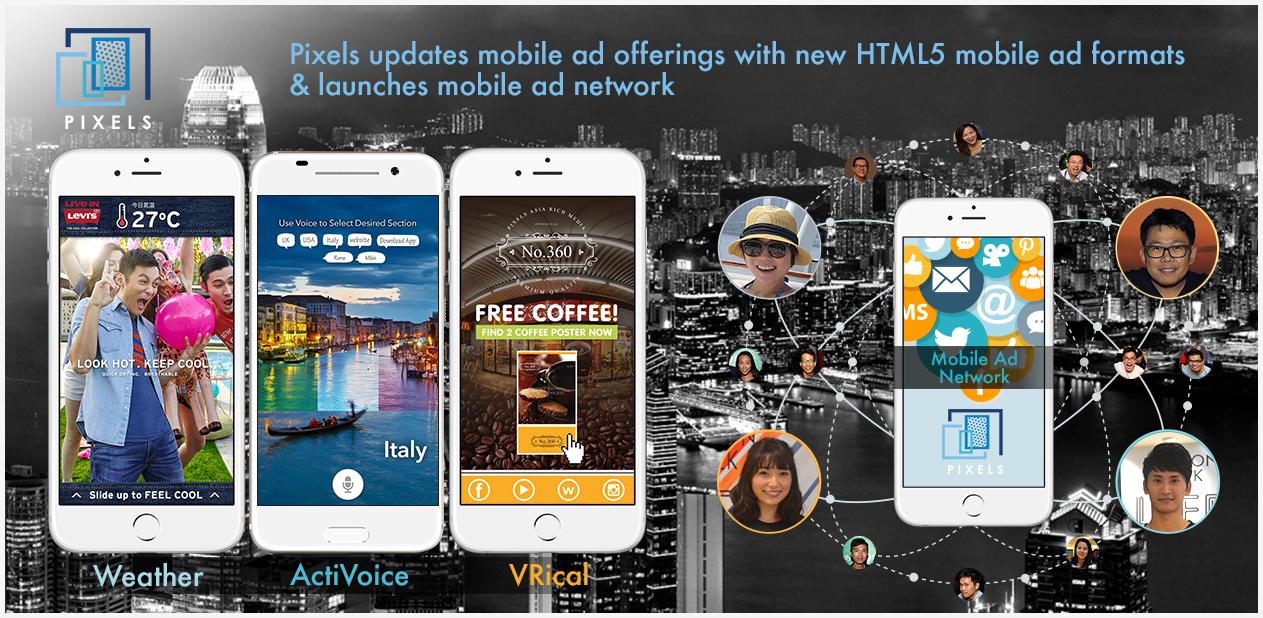 Pixels updates mobile ad offerings with new HTML5 mobile ad formats
& launches mobile ad network
PIXELS
LIVE IN
LEVI'S
今日氣溫
27°C
LOOK HOT. KEEP COOL
QUICK DRYING. BREATHABLE.
Slide up to FEEL COOL
Weather
Use Voice to Select Desired Section
UK
USA
Italy
website
Download App
Rome
Milan
Italy
ActiVoice
PIXELS ASIA RICH MEDIA
No.360
PREMIUM QUALITY
FREE COFFEE!
FIND 2 COFFEE POSTER NOW
No.360
VRical
MS
@
Mobile Ad
Network
PIXELS